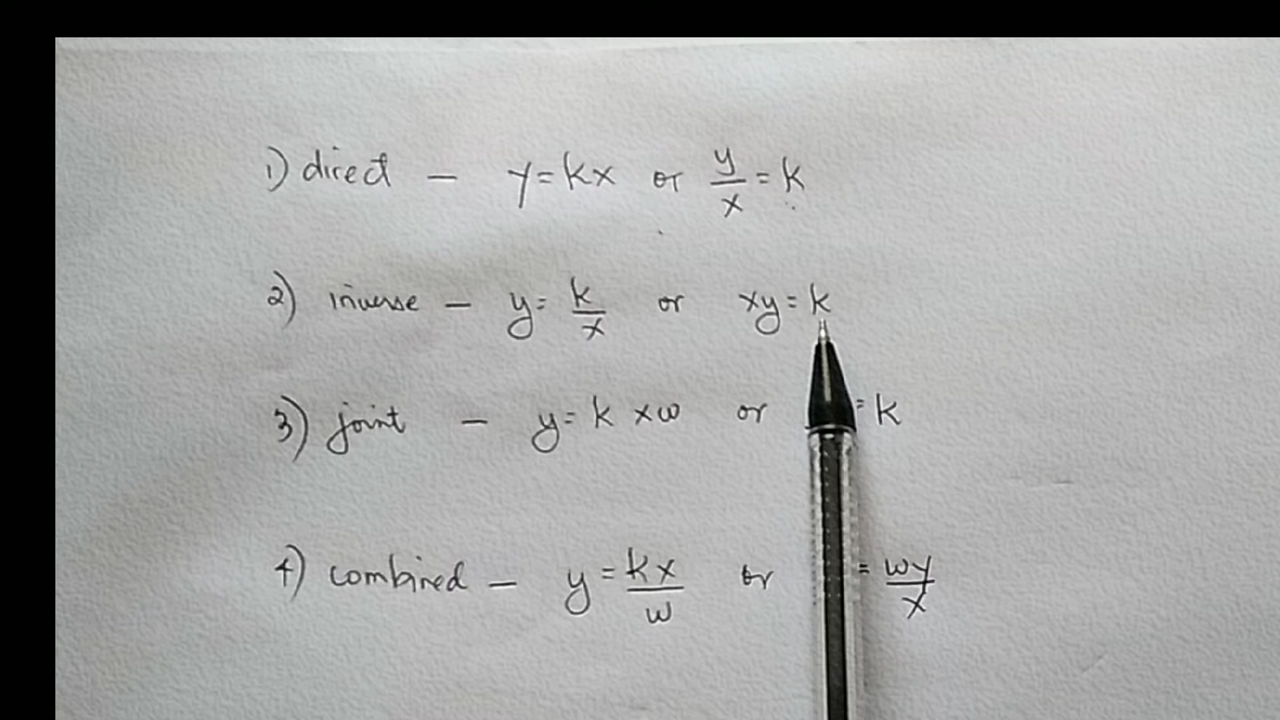 1) direct - y=kx or y/x = k
2) inverse - y= k/x or xy=k
3) joint - y= k xw or = k
4) combined - y = kx/w or = wy/x